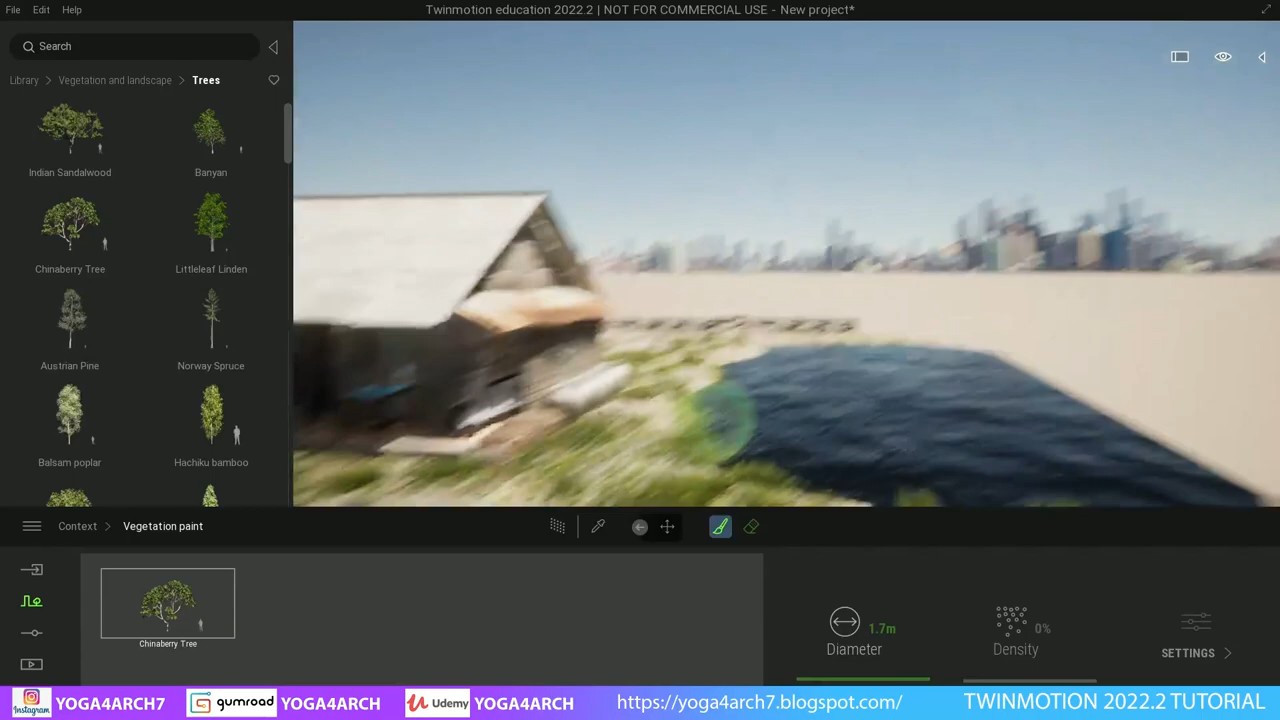 File Edit Help
Twinmotion education 2022.2 | NOT FOR COMMERCIAL USE - New project*
Search
Library Vegetation and landscape Trees
Indian Sandalwood Banyan
Chinaberry Tree Littleleaf Linden
Austrian Pine Norway Spruce
Balsam poplar Hachiku bamboo
Context Vegetation paint
Chinaberry Tree
1.7m
Diameter
0%
Density
SETTINGS
Instagram YOGA4ARCH7 gumroad YOGA4ARCH Udemy YOGA4ARCH https://yoga4arch7.blogspot.com/ TWINMOTION 2022.2 TUTORIAL